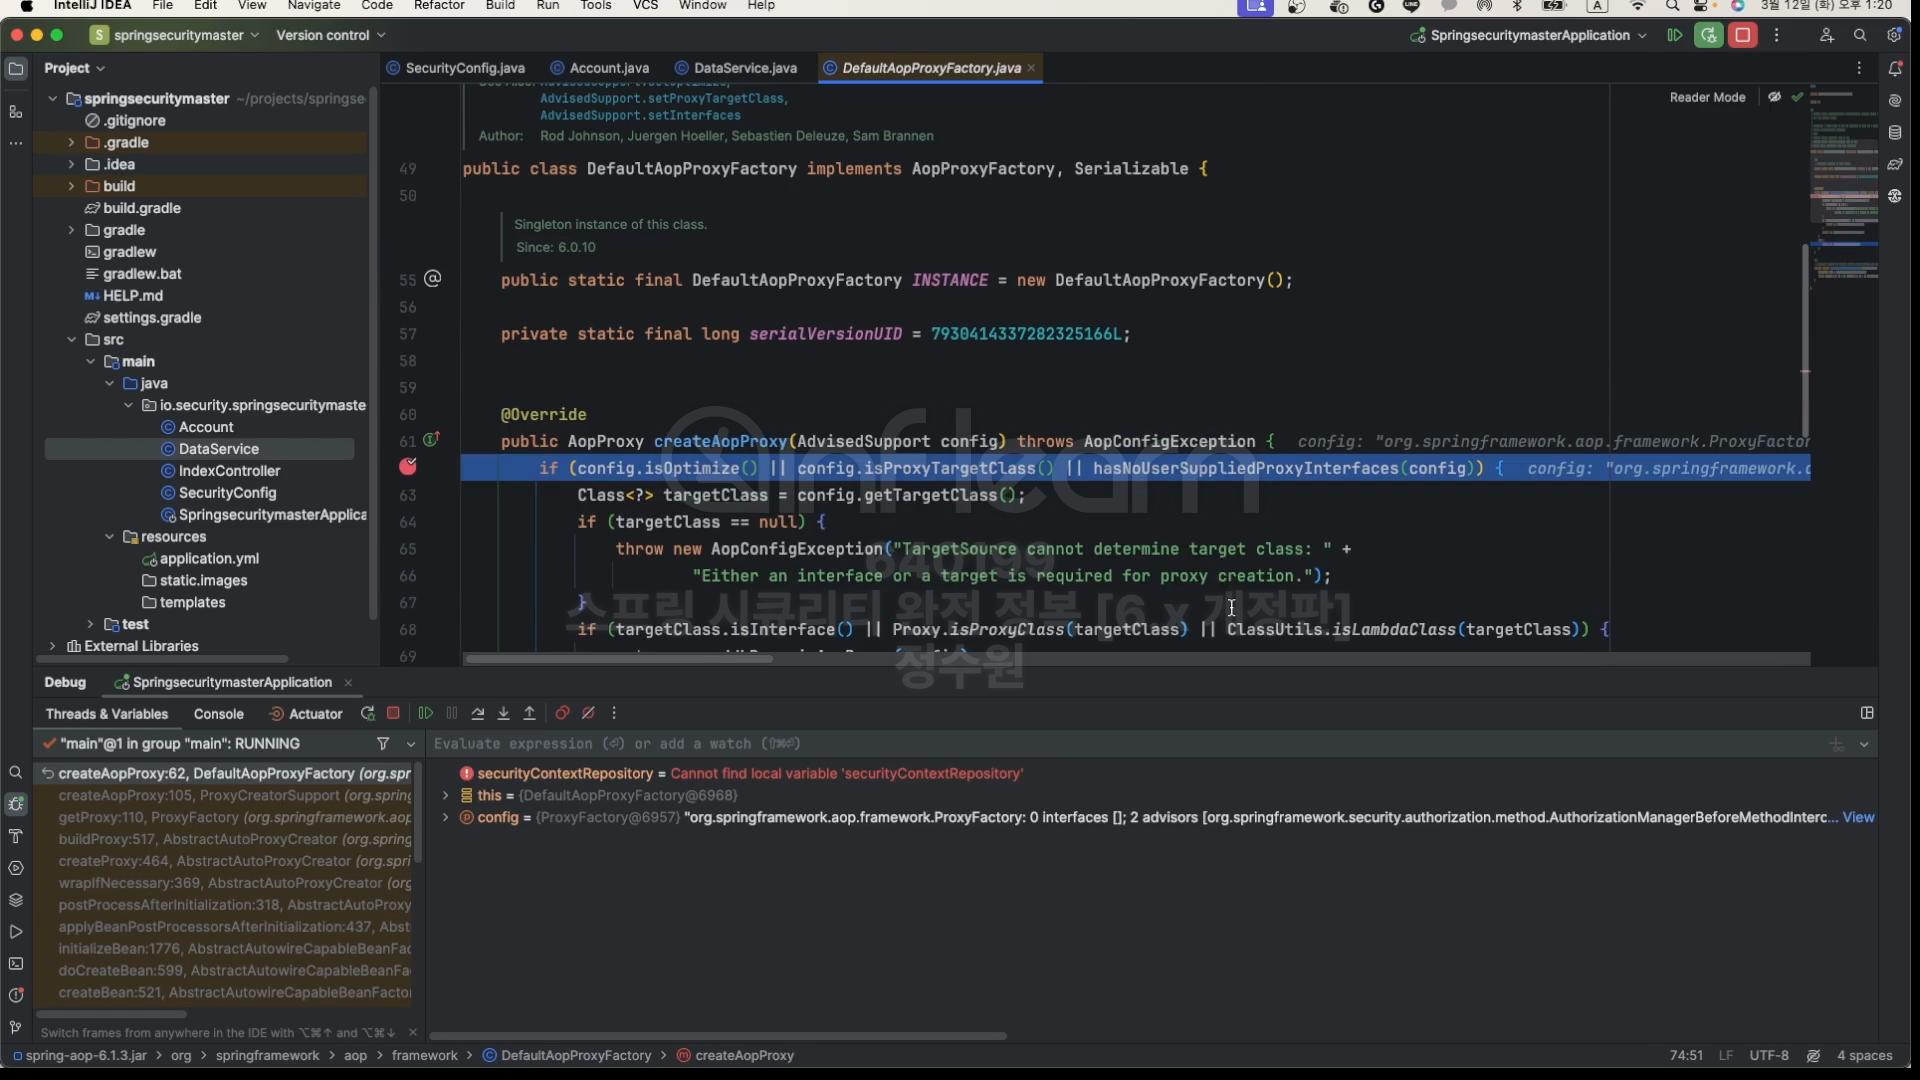 IntelliJ IDEA File Edit View Navigate Code Refactor Build Run Tools VCS Window Help A 3월 12일 (화) 오후 1:20
S springsecuritymaster Version control SpringsecuritymasterApplication
Project
SecurityConfig.java Account.java DataService.java DefaultAopProxyFactory.java
springsecuritymaster ~/projects/springse
.gitignore
.gradle
.idea
build
build.gradle
gradle
gradlew
gradlew.bat
HELP.md
settings.gradle
src
main
java
io.security.springsecuritymaste
Account
DataService
IndexController
SecurityConfig
SpringsecuritymasterApplica
resources
application.yml
static.images
templates
test
External Libraries
Reader Mode
AdvisedSupport.setProxyTargetClass,
AdvisedSupport.setInterfaces
Author: Rod Johnson, Juergen Hoeller, Sebastien Deleuze, Sam Brannen
49 public class DefaultAopProxyFactory implements AopProxyFactory, Serializable {
50
Singleton instance of this class.
Since: 6.0.10
55 public static final DefaultAopProxyFactory INSTANCE = new DefaultAopProxyFactory();
56
57 private static final long serialVersionUID = 7930414337282325166L;
58
59
60 @Override
61 public AopProxy createAopProxy(AdvisedSupport config) throws AopConfigException { config: "org.springframework.aop.framework.ProxyFactor
if (config.isOptimize() || config.isProxyTargetClass() || hasNoUserSuppliedProxyInterfaces(config)) { config: "org.springframework.a
63 Class<?> targetClass = config.getTargetClass();
64 if (targetClass == null) {
65 throw new AopConfigException("TargetSource cannot determine target class: " +
66 "Either an interface or a target is required for proxy creation.");
67 }
68 if (targetClass.isInterface() || Proxy.isProxyClass(targetClass) || ClassUtils.isLambdaClass(targetClass)) {
69
inflearn
640199
스프링 시큐리티 완전 정복 [6.x 개정판]
정수원
Debug SpringsecuritymasterApplication
Threads & Variables Console Actuator
"main"@1 in group "main": RUNNING
Evaluate expression (⏎) or add a watch (⇧⌘⏎)
createAopProxy:62, DefaultAopProxyFactory (org.spr
createAopProxy:105, ProxyCreatorSupport (org.spring
getProxy:110, ProxyFactory (org.springframework.aop
buildProxy:517, AbstractAutoProxyCreator (org.spring
createProxy:464, AbstractAutoProxyCreator (org.spri
wrapIfNecessary:369, AbstractAutoProxyCreator (org
postProcessAfterInitialization:318, AbstractAutoProxy
applyBeanPostProcessorsAfterInitialization:437, Abst
initializeBean:1776, AbstractAutowireCapableBeanFac
doCreateBean:599, AbstractAutowireCapableBeanFa
createBean:521, AbstractAutowireCapableBeanFactor
securityContextRepository = Cannot find local variable 'securityContextRepository'
this = {DefaultAopProxyFactory@6968}
config = {ProxyFactory@6957} "org.springframework.aop.framework.ProxyFactory: 0 interfaces []; 2 advisors [org.springframework.security.authorization.method.AuthorizationManagerBeforeMethodInterc... View
Switch frames from anywhere in the IDE with ⌥⌘↑ and ⌥⌘↓
spring-aop-6.1.3.jar > org > springframework > aop > framework > DefaultAopProxyFactory > createAopProxy 74:51 LF UTF-8 4 spaces